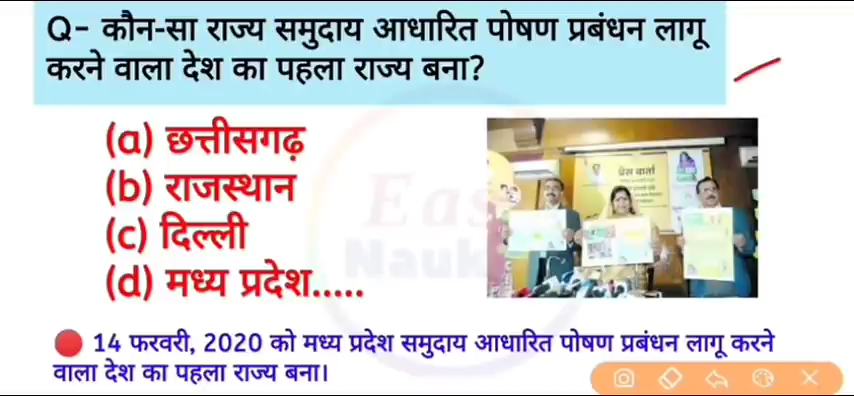 Q- कौन-सा राज्य समुदाय आधारित पोषण प्रबंधन लागू
करने वाला देश का पहला राज्य बना?
(a) छत्तीसगढ़
(b) राजस्थान
(c) दिल्ली
(d) मध्य प्रदेश.....
प्रेस वार्ता
🔴 14 फरवरी, 2020 को मध्य प्रदेश समुदाय आधारित पोषण प्रबंधन लागू करने
वाला देश का पहला राज्य बना।